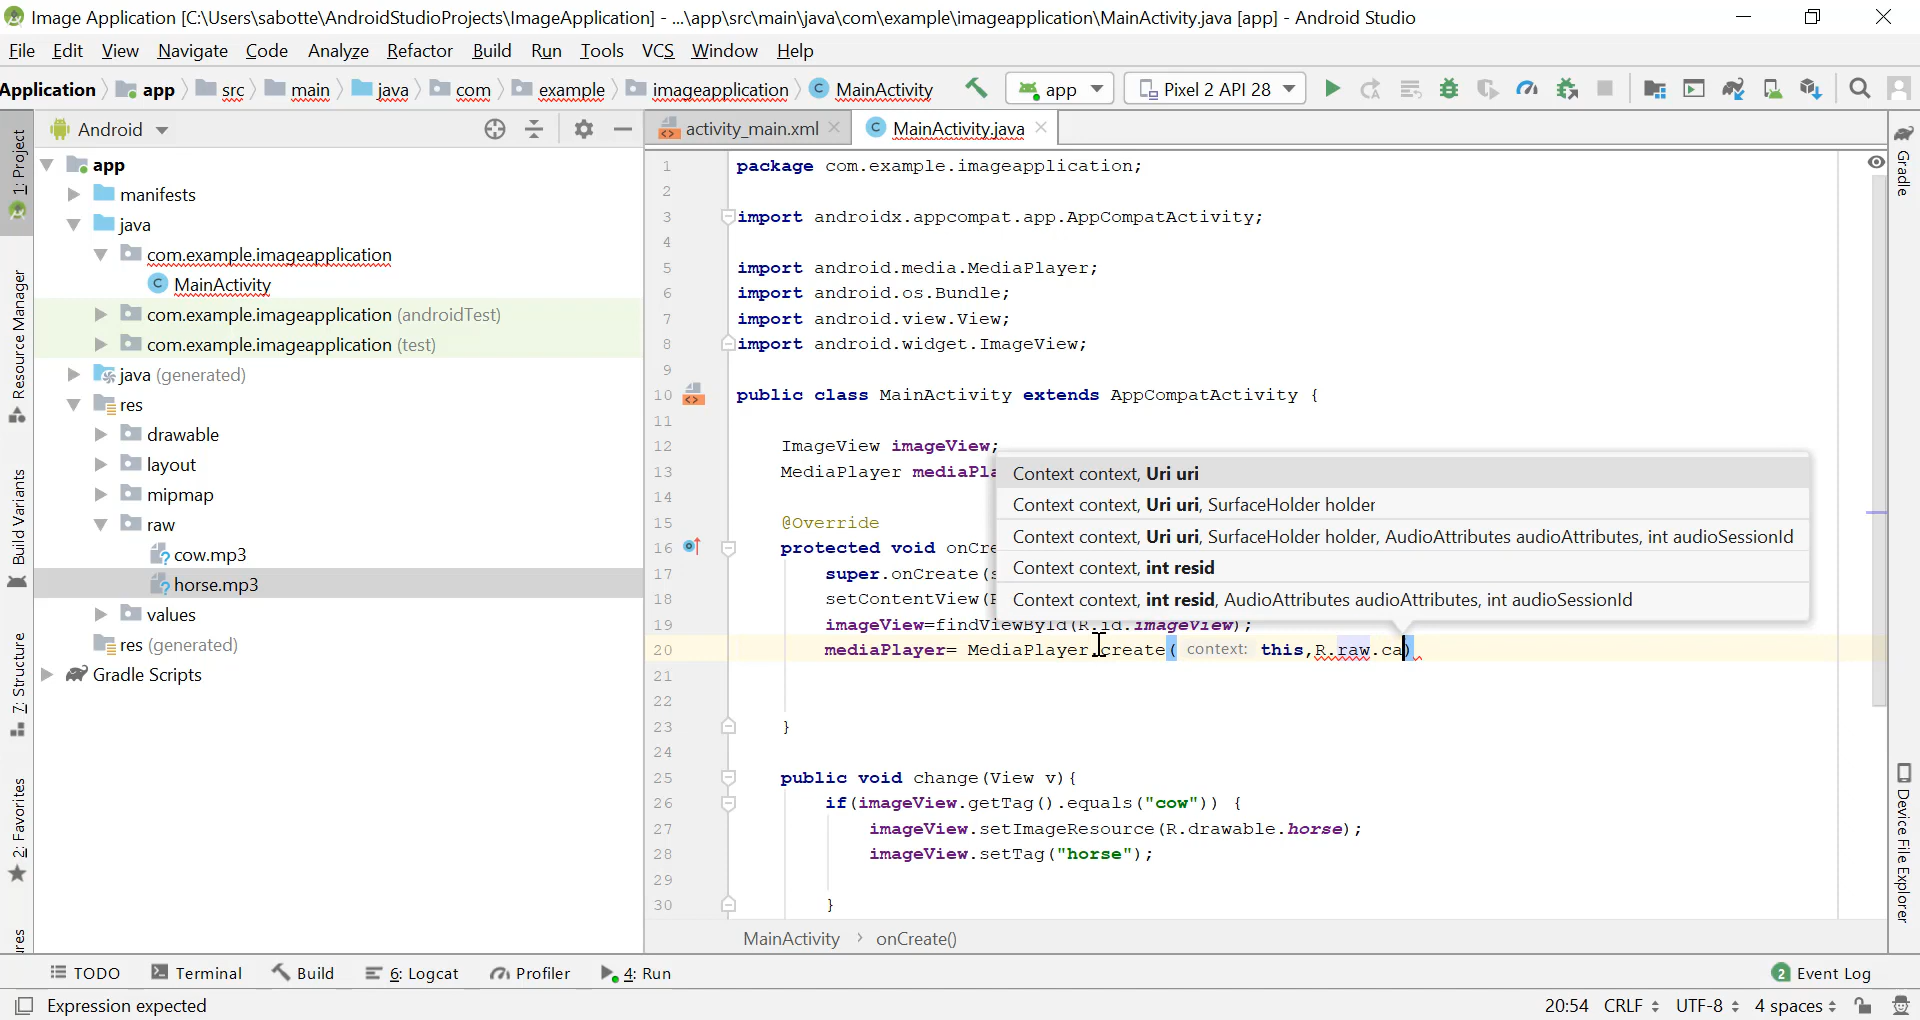 Image Application [C:\Users\sabotte\AndroidStudioProjects\ImageApplication] - ...\app\src\main\java\com\example\imageapplication\MainActivity.java [app] - Android Studio
File Edit View Navigate Code Analyze Refactor Build Run Tools VCS Window Help
Application app src main java com example imageapplication MainActivity app Pixel 2 API 28
1: Project
Resource Manager
Build Variants
7: Structure
2: Favorites
Android
app
manifests
java
com.example.imageapplication
MainActivity
com.example.imageapplication (androidTest)
com.example.imageapplication (test)
java (generated)
res
drawable
layout
mipmap
raw
cow.mp3
horse.mp3
values
res (generated)
Gradle Scripts
activity_main.xml MainActivity.java
1 package com.example.imageapplication;
2
3 import androidx.appcompat.app.AppCompatActivity;
4
5 import android.media.MediaPlayer;
6 import android.os.Bundle;
7 import android.view.View;
8 import android.widget.ImageView;
9
10 public class MainActivity extends AppCompatActivity {
11
12 ImageView imageView;
13 MediaPlayer mediaPla
14
15 @Override
16 protected void onCre
17 super.onCreate(s
18 setContentView(R
19 imageView=findViewById(R.id.imageView);
20 mediaPlayer= MediaPlayer.create( context: this,R.raw.ca)
21
22
23 }
24
25 public void change(View v){
26 if(imageView.getTag().equals("cow")) {
27 imageView.setImageResource(R.drawable.horse);
28 imageView.setTag("horse");
29
30 }
Context context, Uri uri
Context context, Uri uri, SurfaceHolder holder
Context context, Uri uri, SurfaceHolder holder, AudioAttributes audioAttributes, int audioSessionId
Context context, int resid
Context context, int resid, AudioAttributes audioAttributes, int audioSessionId
MainActivity onCreate()
Gradle
Device File Explorer
TODO Terminal Build 6: Logcat Profiler 4: Run 2 Event Log
Expression expected 20:54 CRLF UTF-8 4 spaces